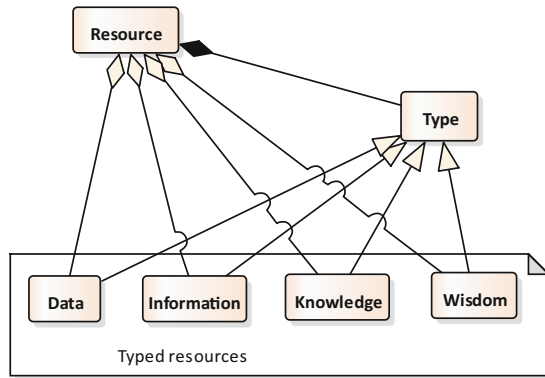 Resource
Type
Data
Information
Knowledge
Wisdom
Typed resources